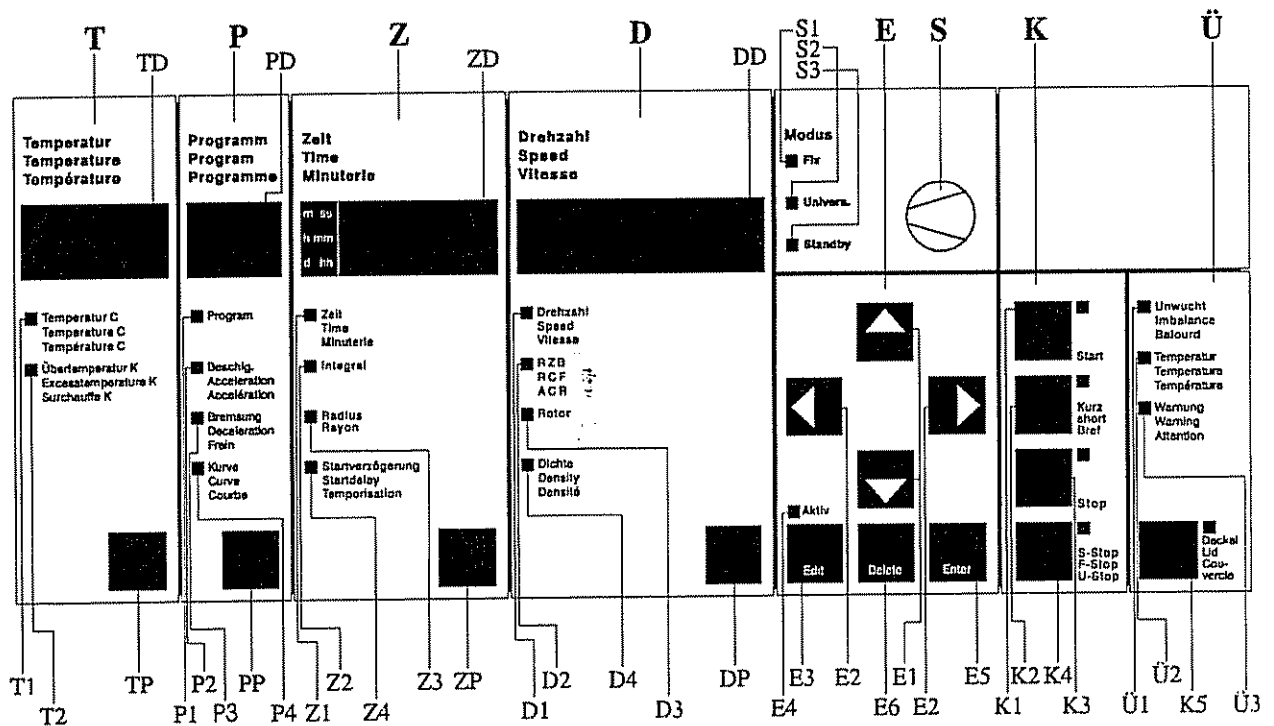 T P Z D S1 E S K Ü
S2
TD PD ZD DD S3
Temperatur
Temperature
Température
Programm
Program
Programme
Zeit
Time
Minuterie
Drehzahl
Speed
Vitesse
Modus
Fix
Univers.
Standby
m ss
h mm
d hh
Temperatur C
Temperature C
Température C
Übertemperatur K
Excesstemperature K
Surchauffe K
Program
Beschlg.
Acceleration
Accélération
Bremsung
Deceleration
Frein
Kurve
Curve
Courbe
Zeit
Time
Minuterie
Integral
Radius
Rayon
Startverzögerung
Startdelay
Temporisation
Drehzahl
Speed
Vitesse
RZB
RCF
ACR
Rotor
Dichte
Density
Densité
Aktiv
Edit
Delete
Enter
Start
Kurz
short
Bref
Stop
S-Stop
F-Stop
U-Stop
Unwucht
Imbalance
Balourd
Temperatur
Temperature
Température
Warnung
Warning
Attention
Deckel
Lid
Cou-
vercle
T1 TP P2 PP Z2 Z3 ZP D2 D4 DP E3 E2 E1 E5 K2 K4 Ü2
T2 P1 P3 P4 Z1 Z4 D1 D3 E4 E6 E2 K1 K3 Ü1 K5 Ü3